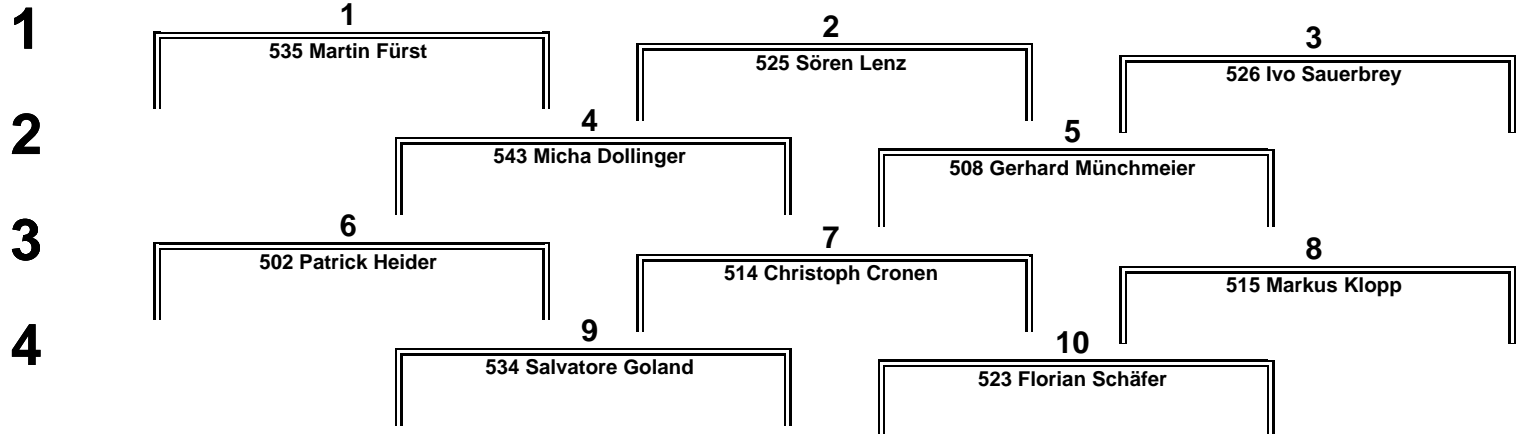 1
1
535 Martin Fürst
2
525 Sören Lenz
3
526 Ivo Sauerbrey
2
4
543 Micha Dollinger
5
508 Gerhard Münchmeier
3
6
502 Patrick Heider
7
514 Christoph Cronen
8
515 Markus Klopp
4
9
534 Salvatore Goland
10
523 Florian Schäfer